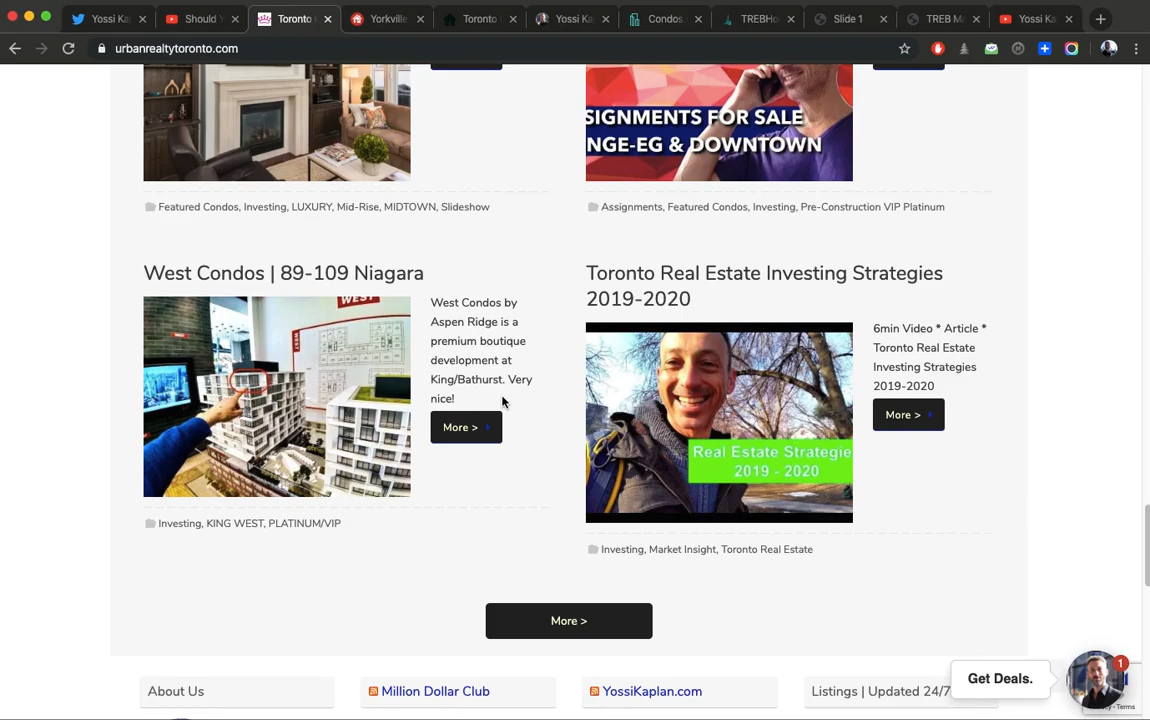 Yossi Ka
Should Y
Toronto
Yorkville
Toronto
Yossi Ka
Condos
TREBHo
Slide 1
TREB M
Yossi Ka
urbanrealtytoronto.com
SIGNMENTS FOR SALE
NGE-EG & DOWNTOWN
Featured Condos, Investing, LUXURY, Mid-Rise, MIDTOWN, Slideshow
Assignments, Featured Condos, Investing, Pre-Construction VIP Platinum
West Condos | 89-109 Niagara
WEST
West Condos by
Aspen Ridge is a
premium boutique
development at
King/Bathurst. Very
nice!
More >
Investing, KING WEST, PLATINUM/VIP
Toronto Real Estate Investing Strategies
2019-2020
Real Estate Strategie
2019 - 2020
6min Video * Article *
Toronto Real Estate
Investing Strategies
2019-2020
More >
Investing, Market Insight, Toronto Real Estate
More >
About Us
Million Dollar Club
YossiKaplan.com
Listings | Updated 24/7
Get Deals.
1
- Terms